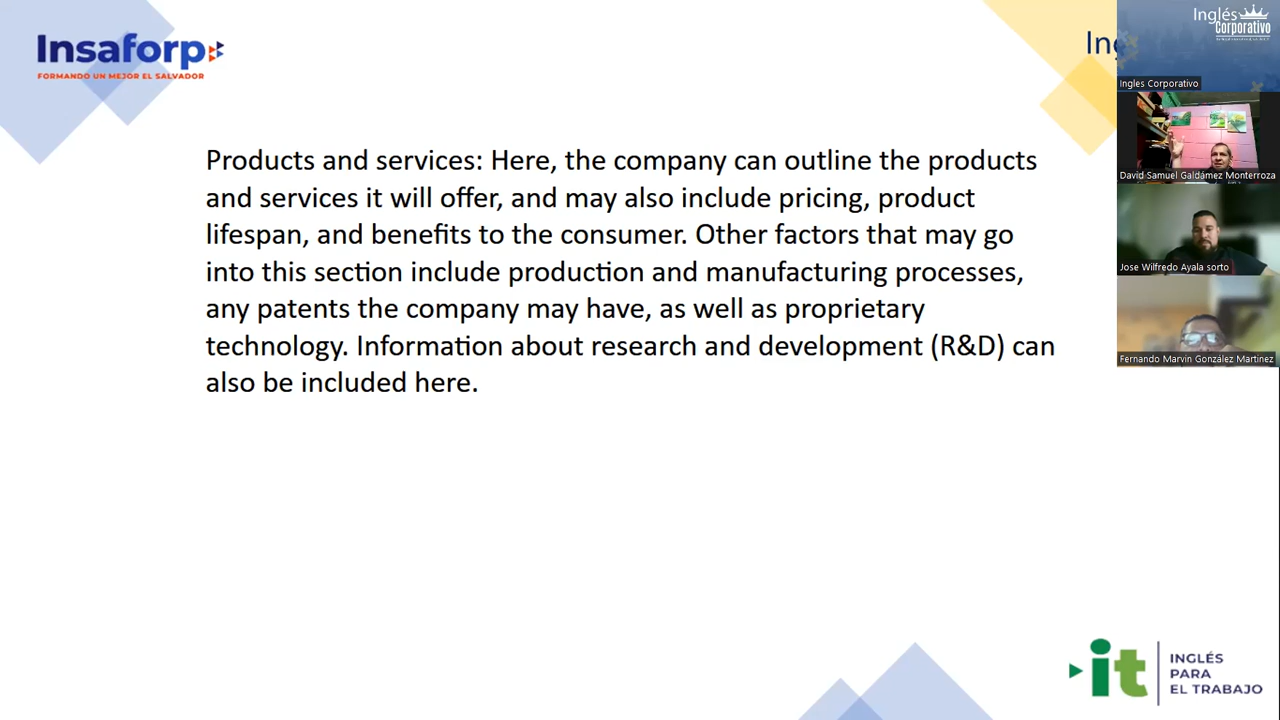 Insaforp
FORMANDO UN MEJOR EL SALVADOR
Inglés
Corporativo
Ingles Corporativo
David Samuel Galdámez Monterroza
Jose Wilfredo Ayala sorto
Fernando Marvin González Martinez
Products and services: Here, the company can outline the products
and services it will offer, and may also include pricing, product
lifespan, and benefits to the consumer. Other factors that may go
into this section include production and manufacturing processes,
any patents the company may have, as well as proprietary
technology. Information about research and development (R&D) can
also be included here.
it
INGLÉS
PARA
EL TRABAJO